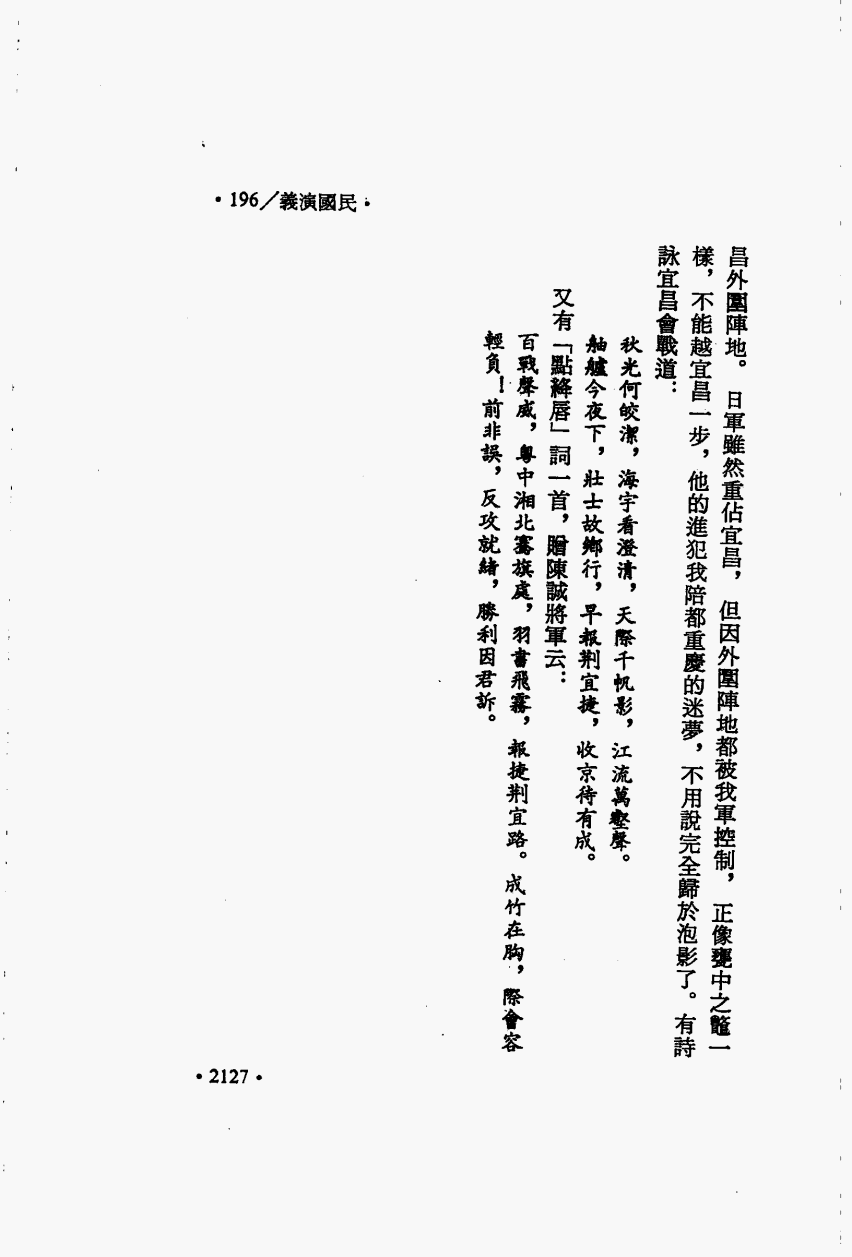 •196／義演國民•
昌外圍陣地。日軍雖然重佔宜昌，但因外圍陣地都被我軍控制，正像甕中之鼈一
樣，不能越宜昌一步，他的進犯我陪都重慶的迷夢，不用說完全歸於泡影了。有詩
詠宜昌會戰道：
秋光何皎潔，海宇看澄清，天際千帆影，江流萬壑聲。
舳艫今夜下，壯士故鄉行，早報荆宜捷，收京待有成。
又有「點絳唇」詞一首，贈陳誠將軍云：
百戰聲威，粵中湘北搴旗處，羽書飛霧，報捷荆宜路。成竹在胸，際會容
輕負！前非誤，反攻就緒，勝利因君訴。
•2127•